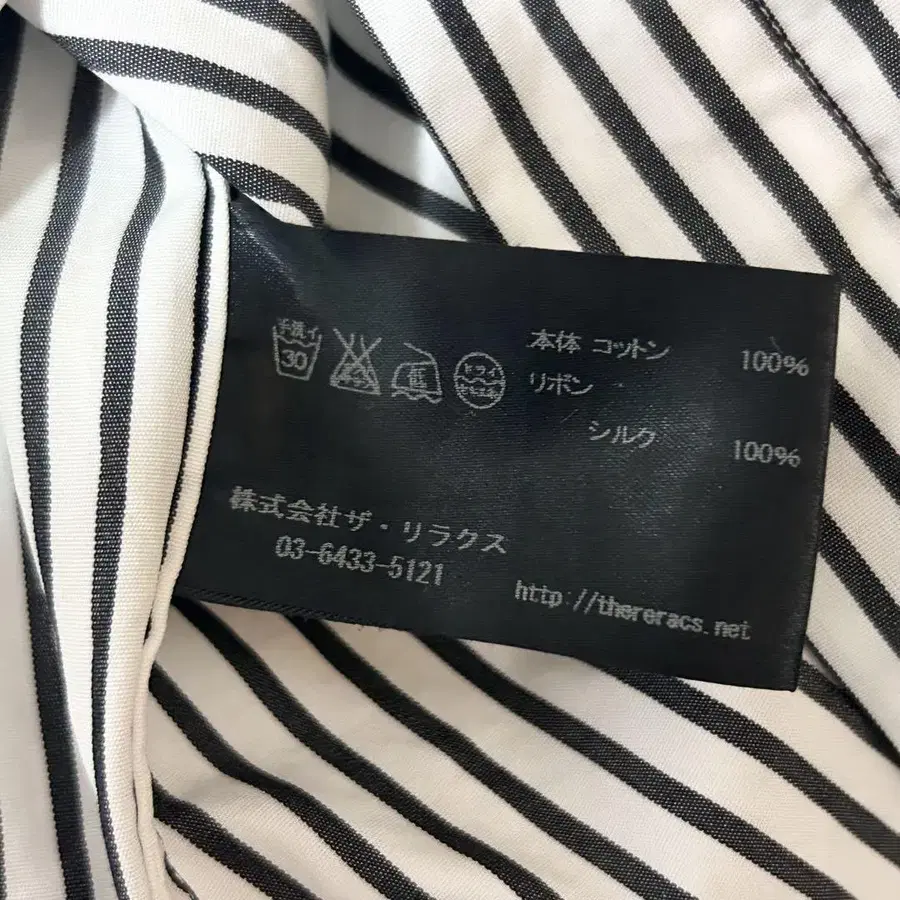 手洗イ
30
本体 コットン 100%
リボン
シルク 100%
株式会社ザ・リラクス
03-6433-5121
http://thereracs.net